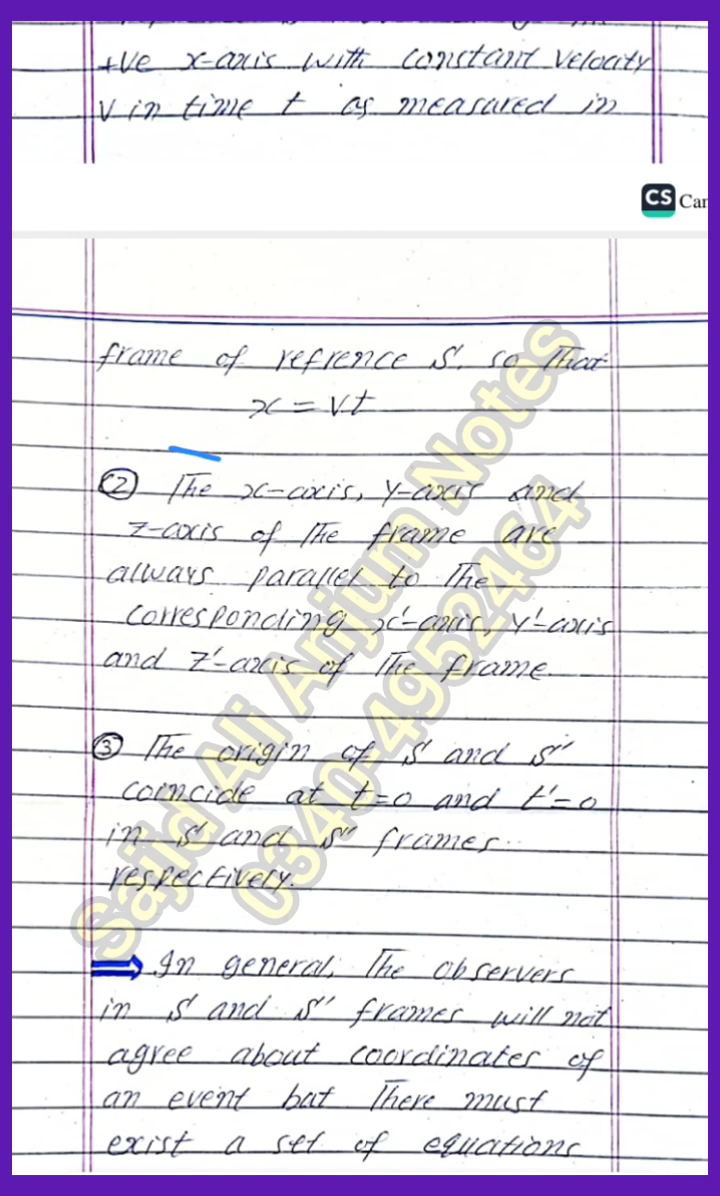 +ve x-axis with constant velocity
V in time t as measured in
CS Car
frame of refrence S. so That
x = vt
(2) The x-axis, y-axis and
z-axis of The frame are
always parallel to The
corresponding x'-axis, y'-axis
and z'-axis of The frame.
(3) The origin of S and S'
coincide at t=0 and t'=0
in S and S' frames
respectively.
⇒ In general, The observers
in S and S' frames will not
agree about coordinates of
an event but There must
exist a set of equations
Sajid Ali Anjum Notes
0340-4952464